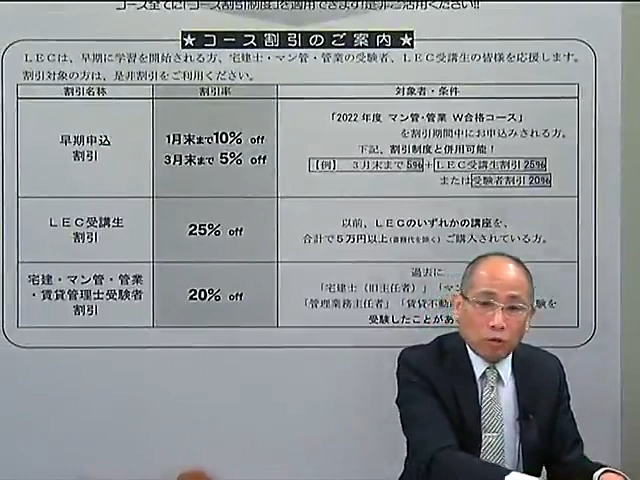 コース全てに「コース割引制度」を適用できます!是非ご活用ください!!
★コース割引のご案内★
LECは、早期に学習を開始される方、宅建士・マン管・管業の受験者、LEC受講生の皆様を応援します。
割引対象の方は、是非割引をご利用ください。
割引名称 割引率 対象者・条件
早期申込
割引
1月末まで10% off
3月末まで 5% off
「2022年度 マン管・管業 W合格コース」
を割引期間中にお申込みされる方。
下記、割引制度と併用可能!
【例】 3月末まで5%+LEC受講生割引25%
または受験者割引20%
LEC受講生
割引
25% off
以前、LECのいずれかの講座を、
合計で5万円以上(書籍代を除く)ご購入されている方。
宅建・マン管・管業
・賃貸管理士受験者
割引
20% off
過去に
「宅建士(旧主任者)」「マン
「管理業務主任者」「賃貸不動 験を
受験したことがあ